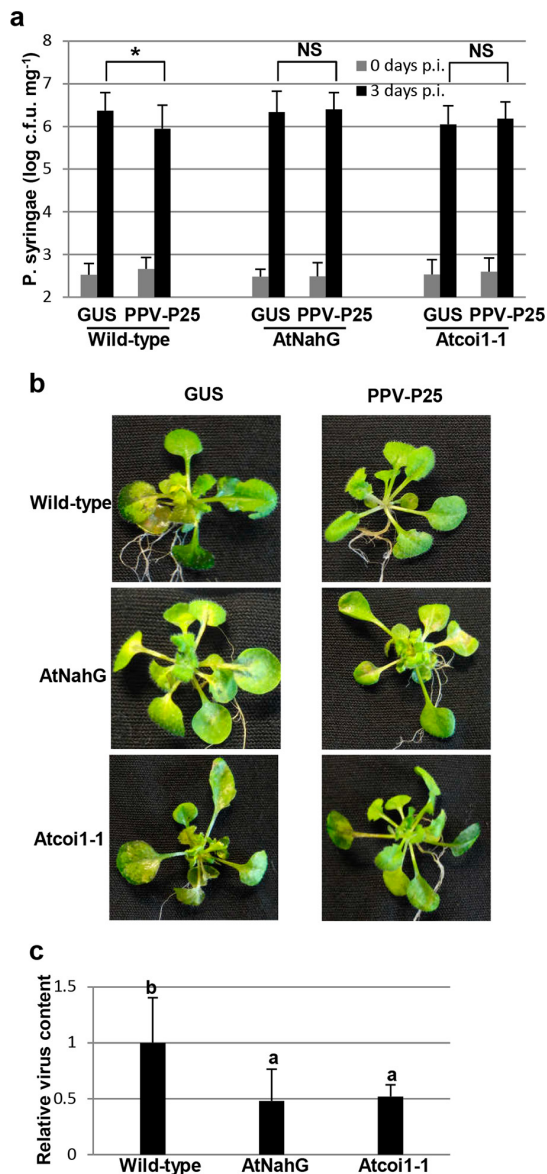 a
P. syringae (log c.f.u. mg-1)
8
7
6
5
4
3
2
*
NS
NS
0 days p.i.
3 days p.i.
GUS PPV-P25 GUS PPV-P25 GUS PPV-P25
Wild-type AtNahG Atcoi1-1
b
GUS PPV-P25
Wild-type
AtNahG
Atcoi1-1
c
Relative virus content
1.5
1
0.5
0
b
a
a
Wild-type AtNahG Atcoi1-1